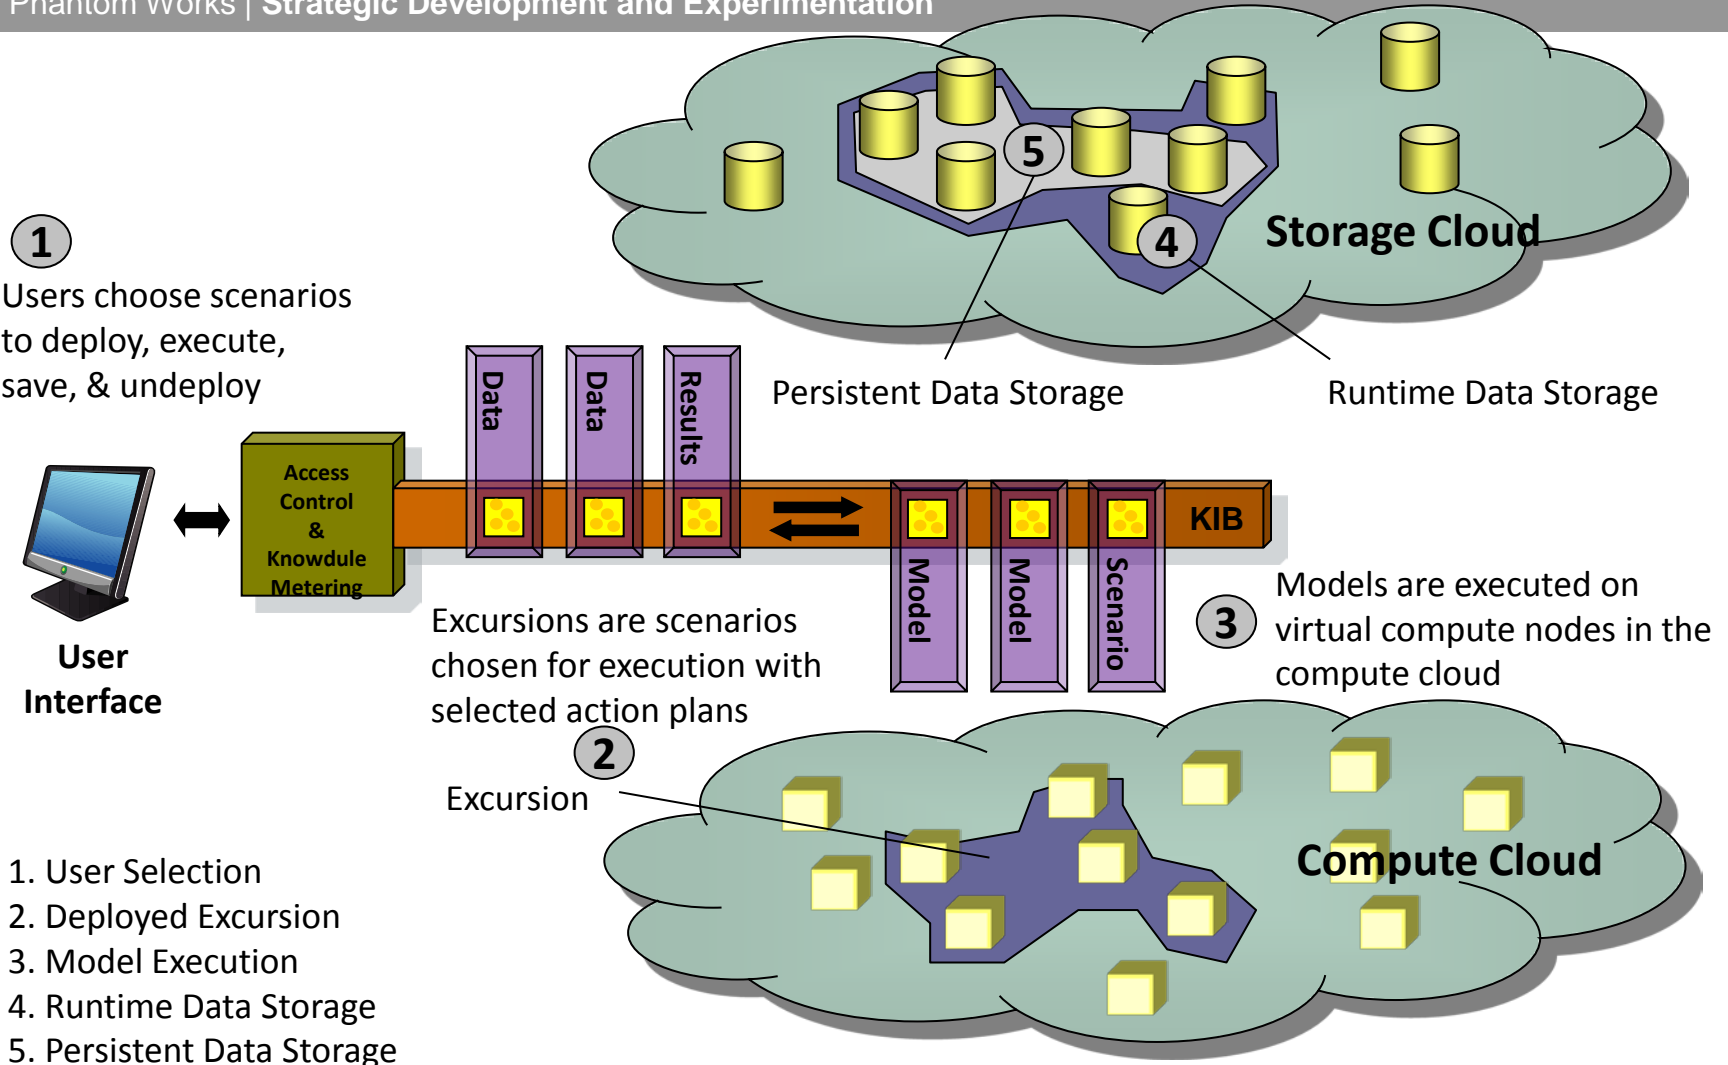 Phantom Works | Strategic Development and Experimentation
5
4
Storage Cloud
1
Users choose scenarios
to deploy, execute,
save, & undeploy
Persistent Data Storage
Runtime Data Storage
Data
Data
Results
Access
Control
&
Knowdule
Metering
KIB
Model
Model
Scenario
User
Interface
Excursions are scenarios
chosen for execution with
selected action plans
3
Models are executed on
virtual compute nodes in the
compute cloud
2
Excursion
Compute Cloud
1. User Selection
2. Deployed Excursion
3. Model Execution
4. Runtime Data Storage
5. Persistent Data Storage